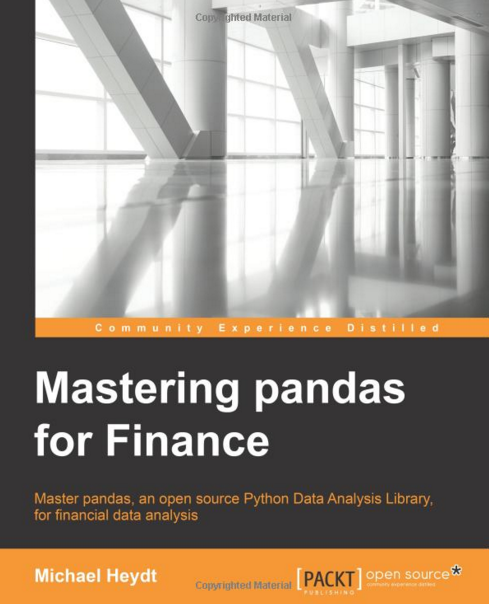 Copyrighted Material
Community Experience Distilled
Mastering pandas
for Finance
Master pandas, an open source Python Data Analysis Library,
for financial data analysis
Michael Heydt
Copyrighted Material
[PACKT] open source*
PUBLISHING
community experience distilled